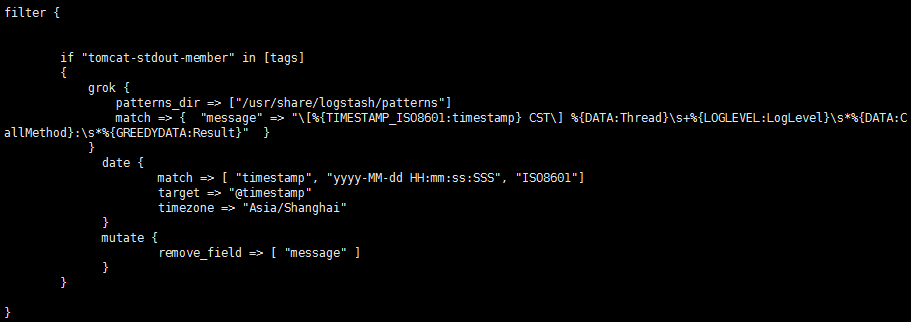 filter {
if "tomcat-stdout-member" in [tags]
{
grok {
patterns_dir => ["/usr/share/logstash/patterns"]
match => {  "message" => "\[%{TIMESTAMP_ISO8601:timestamp} CST\] %{DATA:Thread}\s+%{LOGLEVEL:LogLevel}\s*%{DATA:C
allMethod}:\s*%{GREEDYDATA:Result}"  }
}
date {
match => [ "timestamp", "yyyy-MM-dd HH:mm:ss:SSS", "ISO8601"]
target => "@timestamp"
timezone => "Asia/Shanghai"
}
mutate {
remove_field => [ "message" ]
}
}
}